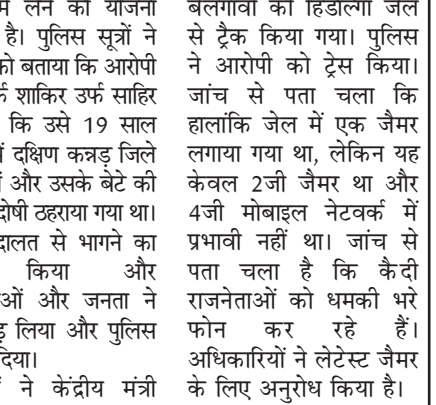 म लेने की योजना
है। पुलिस सूत्रों ने
को बताया कि आरोपी
र्फ शाकिर उर्फ साहिर
कि उसे 19 साल
में दक्षिण कन्नड़ जिले
और उसके बेटे की
दोषी ठहराया गया था।
दालत से भागने का
किया और
ओं और जनता ने
ड़ लिया और पुलिस
दिया।
ने केंद्रीय मंत्री
बेलगावी की हिंडाल्गा जेल
से ट्रैक किया गया। पुलिस
ने आरोपी को ट्रेस किया।
जांच से पता चला कि
हालांकि जेल में एक जैमर
लगाया गया था, लेकिन यह
केवल 2जी जैमर था और
4जी मोबाइल नेटवर्क में
प्रभावी नहीं था। जांच से
पता चला है कि कैदी
राजनेताओं को धमकी भरे
फोन कर रहे हैं।
अधिकारियों ने लेटेस्ट जैमर
के लिए अनुरोध किया है।